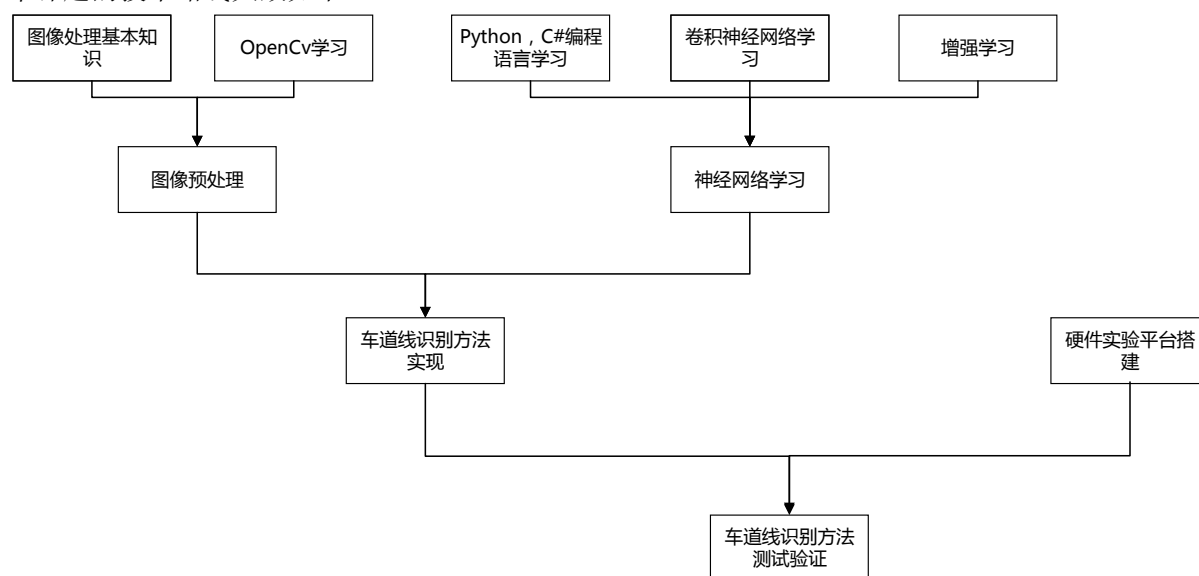 图像处理基本知
识
OpenCv学习
Python，C#编程
语言学习
卷积神经网络学
习
增强学习
图像预处理
神经网络学习
车道线识别方法
实现
硬件实验平台搭
建
车道线识别方法
测试验证